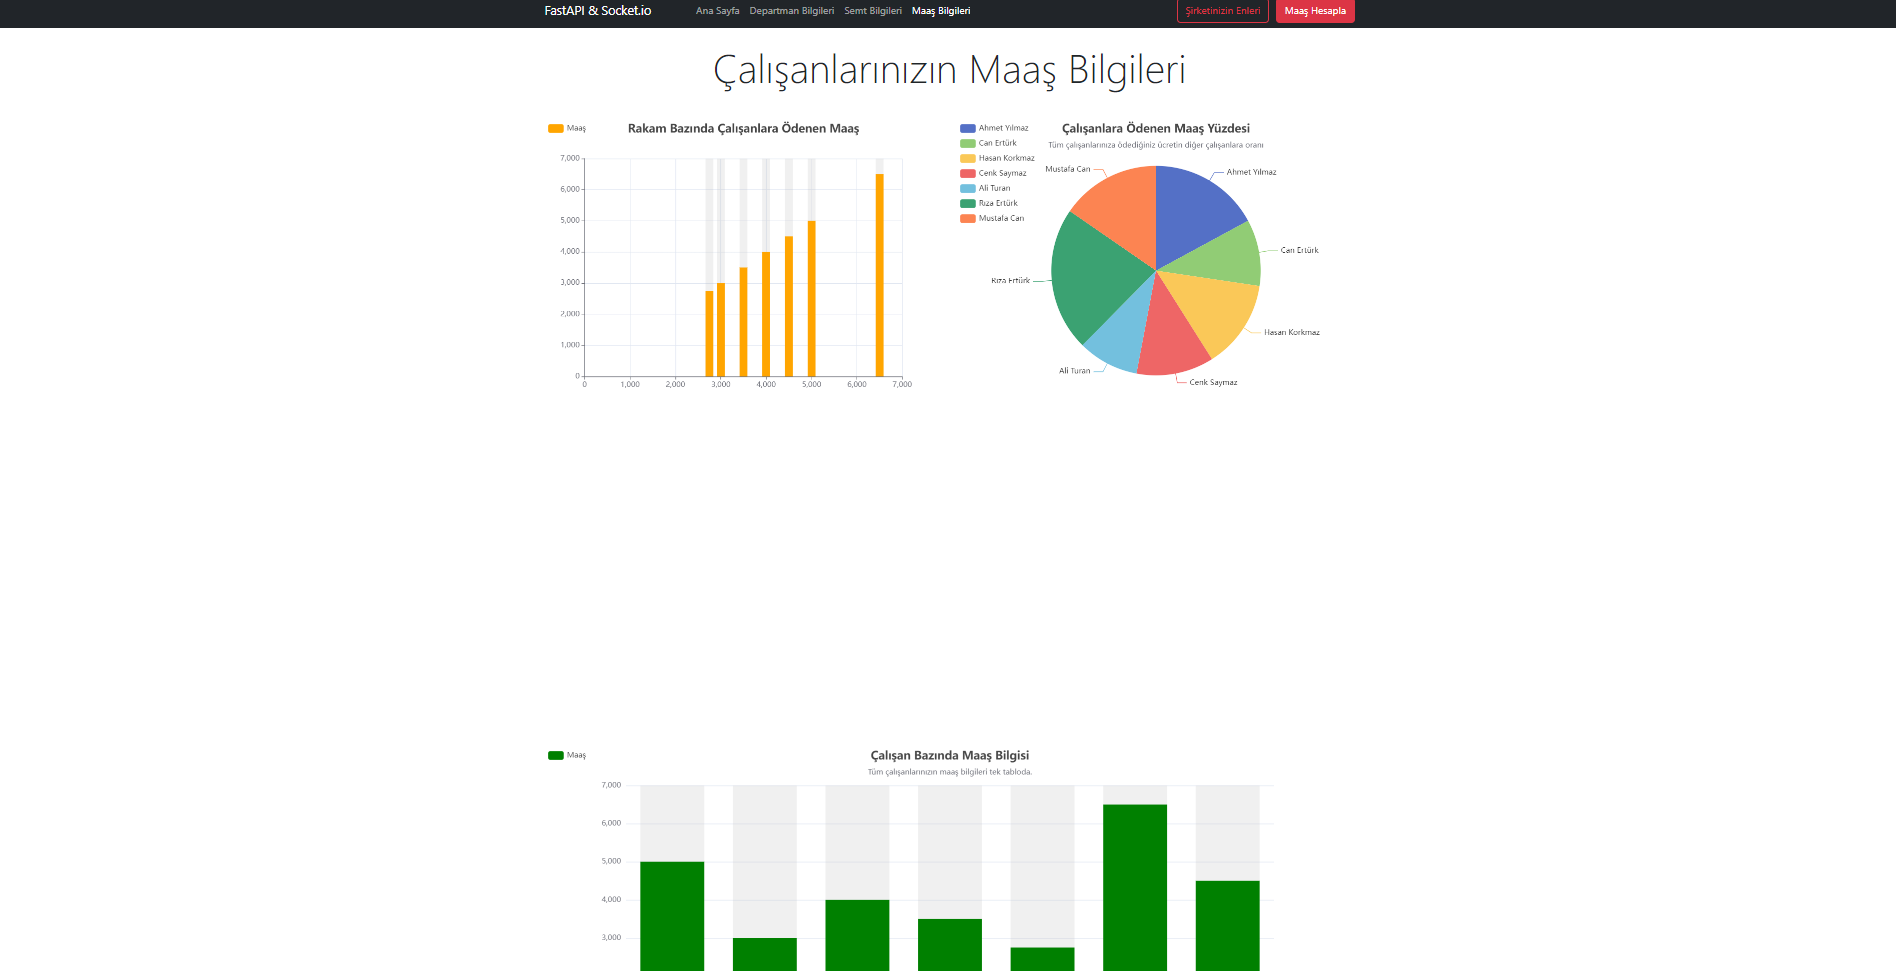 FastAPI & Socket.io
Ana Sayfa Departman Bilgileri Semt Bilgileri Maaş Bilgileri
Şirketinizin Enleri
Maaş Hesapla
Çalışanlarınızın Maaş Bilgileri
Maaş
Rakam Bazında Çalışanlara Ödenen Maaş
7,000
6,000
5,000
4,000
3,000
2,000
1,000
0
0 1,000 2,000 3,000 4,000 5,000 6,000 7,000
Ahmet Yılmaz
Can Ertürk
Hasan Korkmaz
Cenk Saymaz
Ali Turan
Rıza Ertürk
Mustafa Can
Çalışanlara Ödenen Maaş Yüzdesi
Tüm çalışanlarınıza ödediğiniz ücretin diğer çalışanlara oranı
Mustafa Can
Ahmet Yılmaz
Can Ertürk
Rıza Ertürk
Hasan Korkmaz
Ali Turan
Cenk Saymaz
Maaş
Çalışan Bazında Maaş Bilgisi
Tüm çalışanlarınızın maaş bilgileri tek tabloda.
7,000
6,000
5,000
4,000
3,000